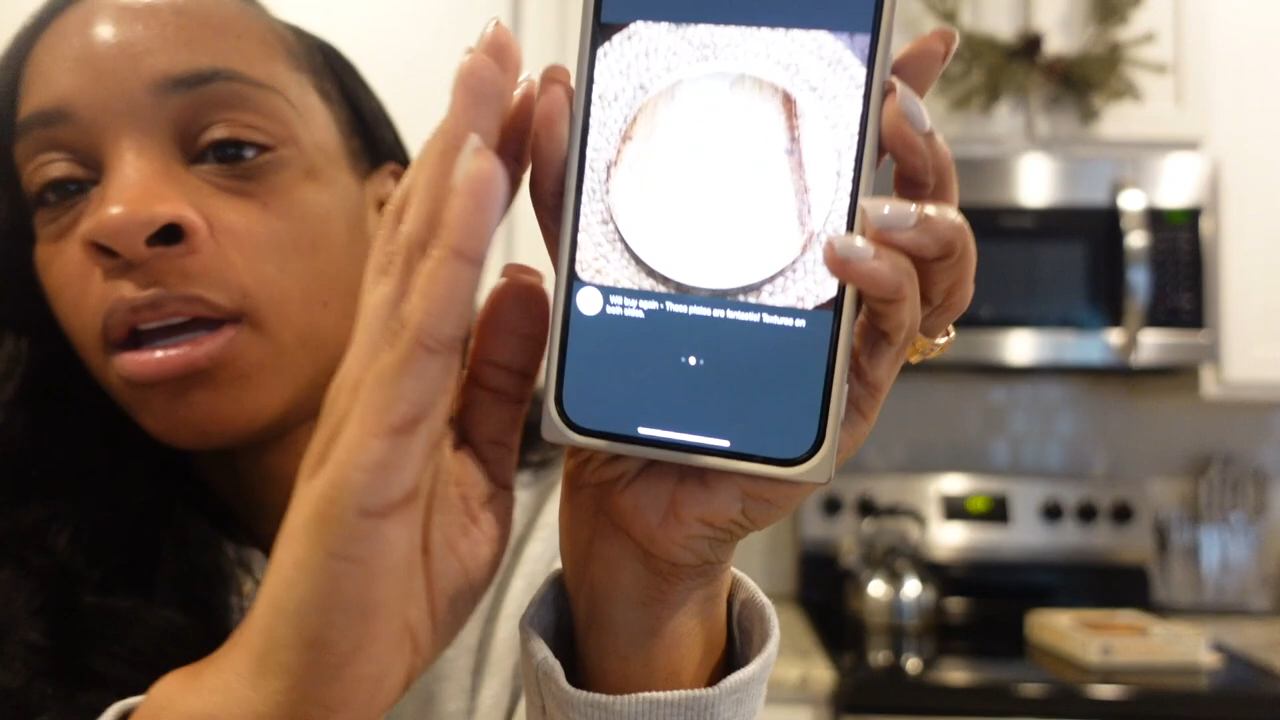 Will buy again • These plates are fantastic! Textures on
both sides.